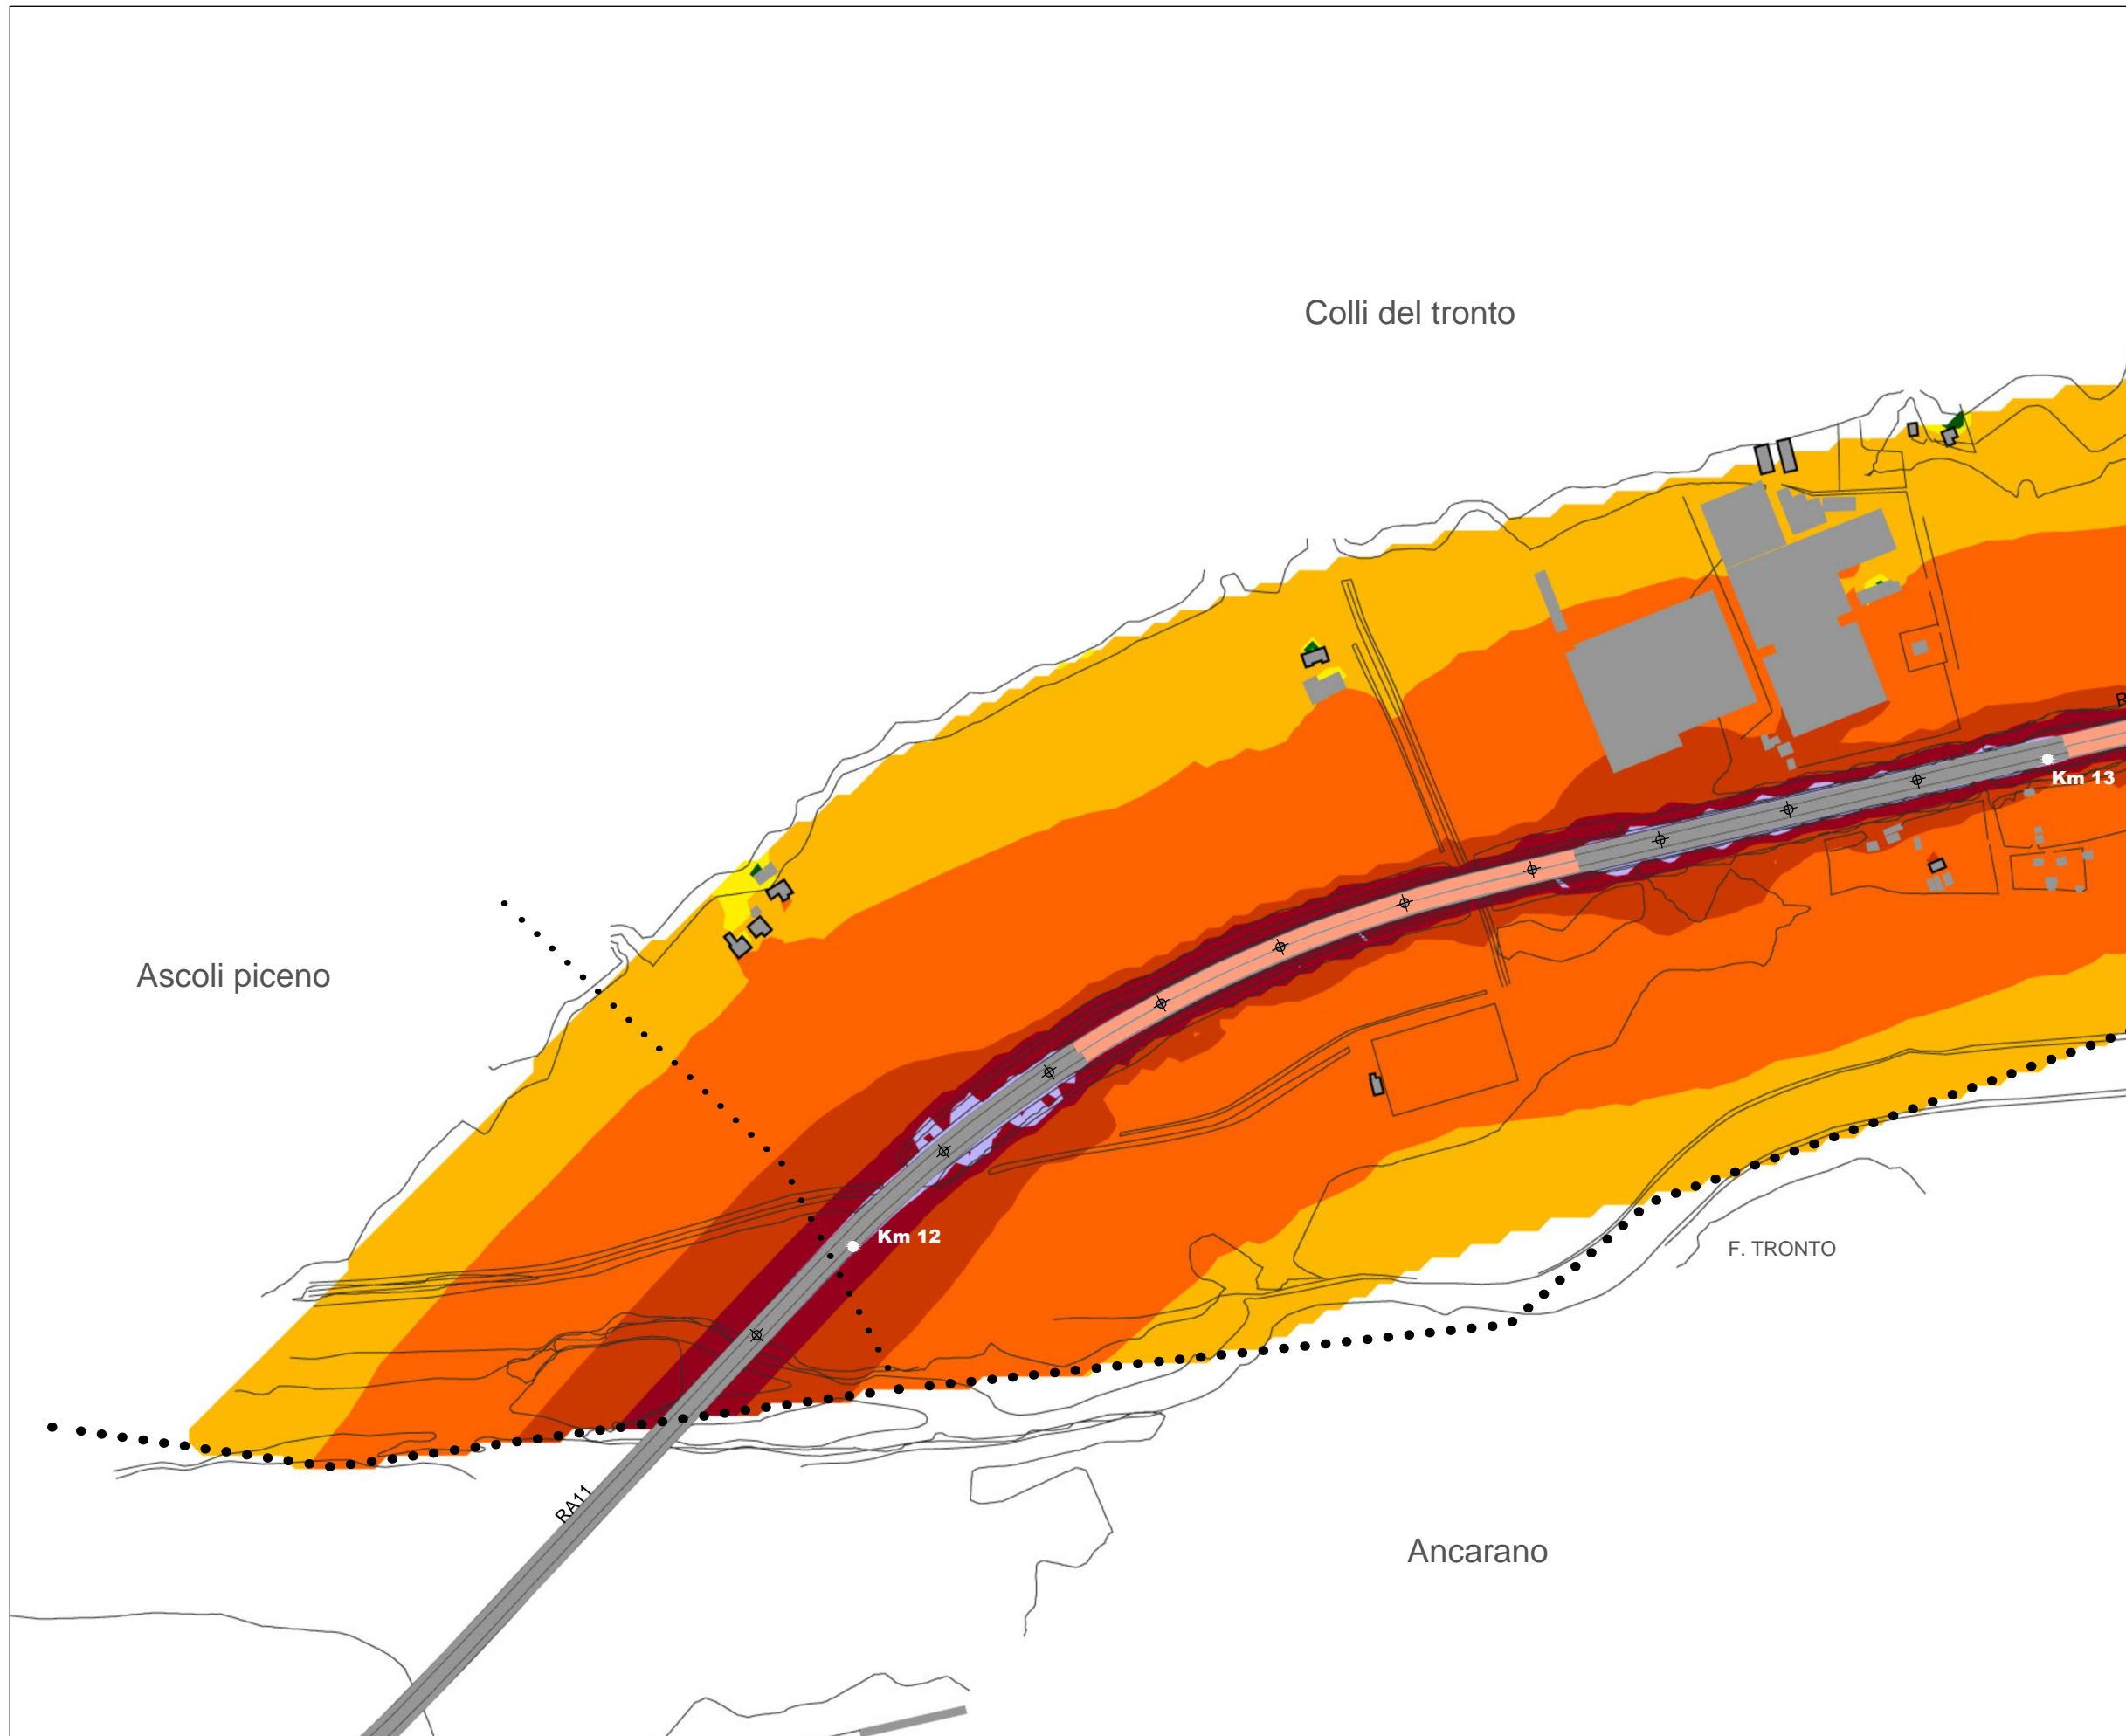 Colli del tronto
R
Km 13
Ascoli piceno
Km 12
F. TRONTO
RA11
Ancarano